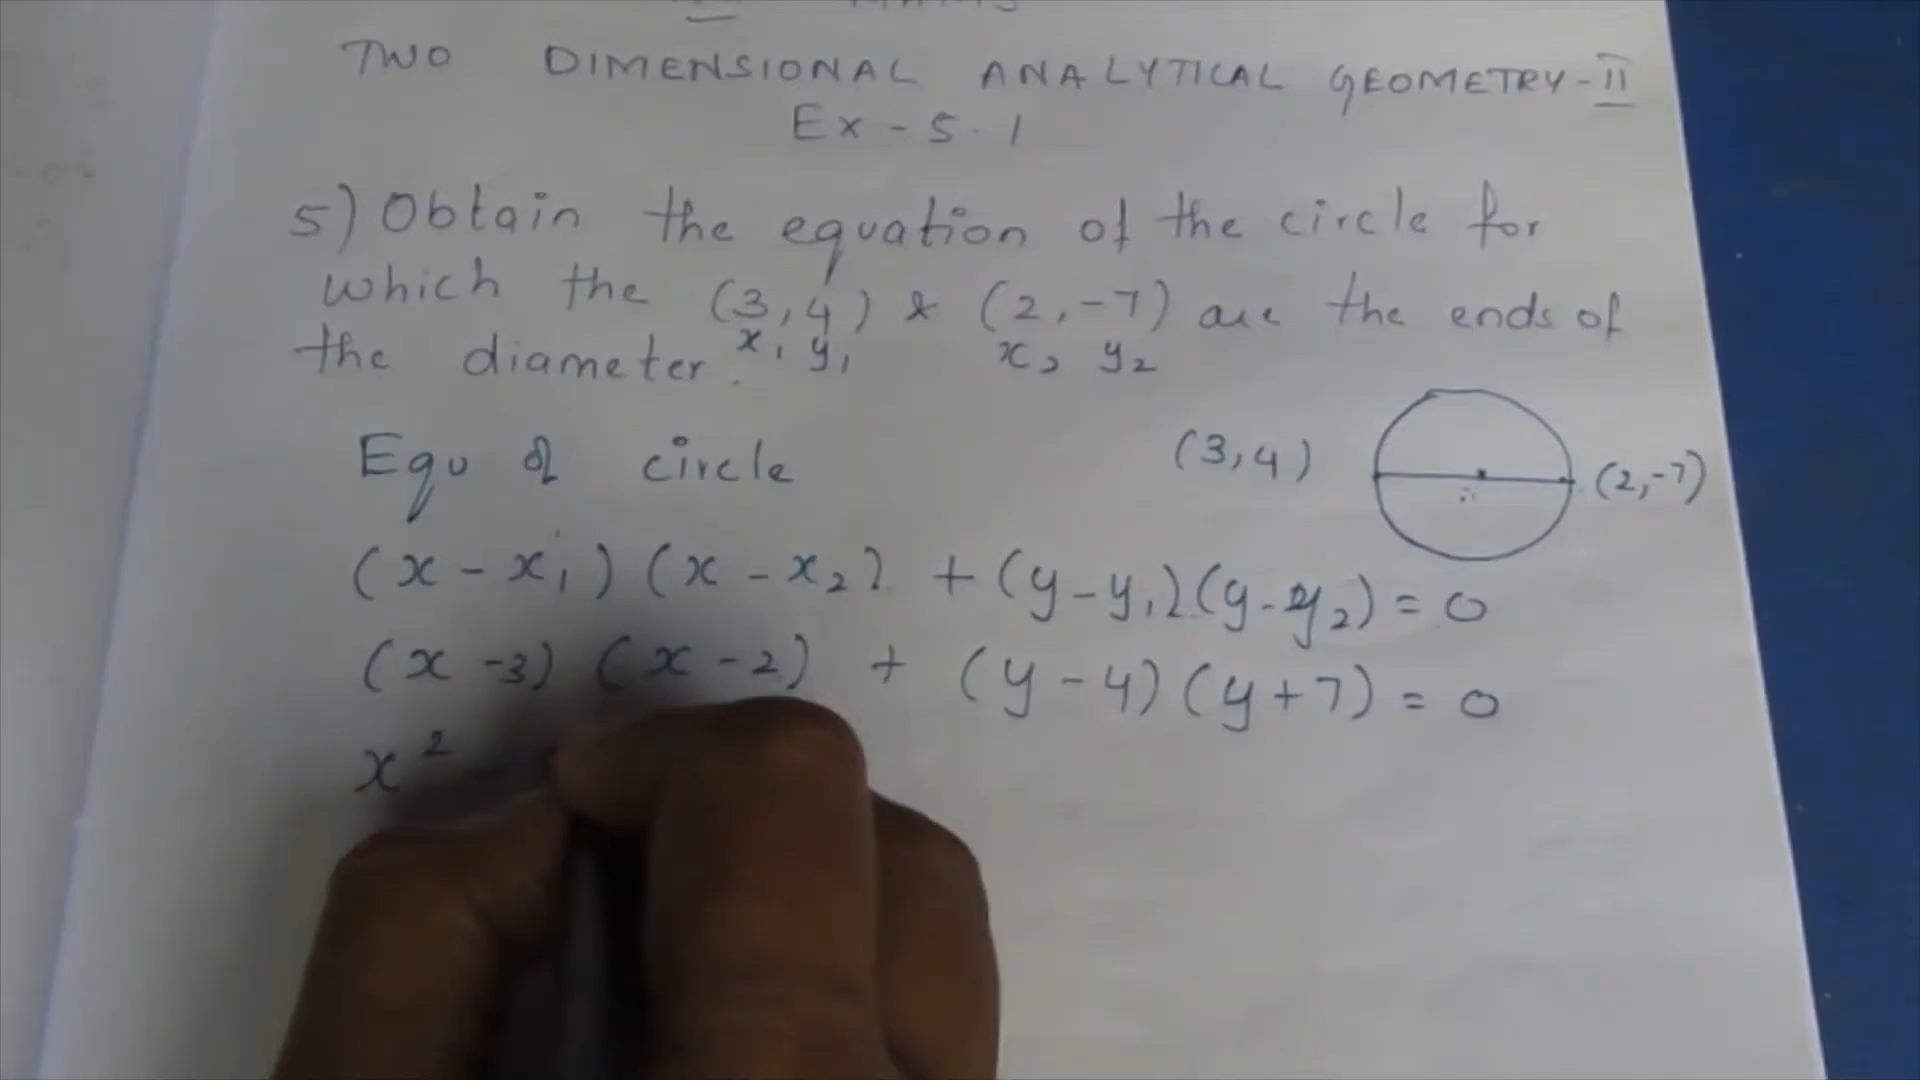 TWO DIMENSIONAL ANALYTICAL GEOMETRY-II
Ex-5.1
5) Obtain the equation of the circle for
which the (3,4) & (2,-7) are the ends of
x₁ y₁ x₂ y₂
the diameter.
(3,4) (2,-7)
Equ of circle
(x - x₁) (x - x₂) + (y - y₁) (y - y₂) = 0
(x - 3) (x - 2) + (y - 4) (y + 7) = 0
x² -